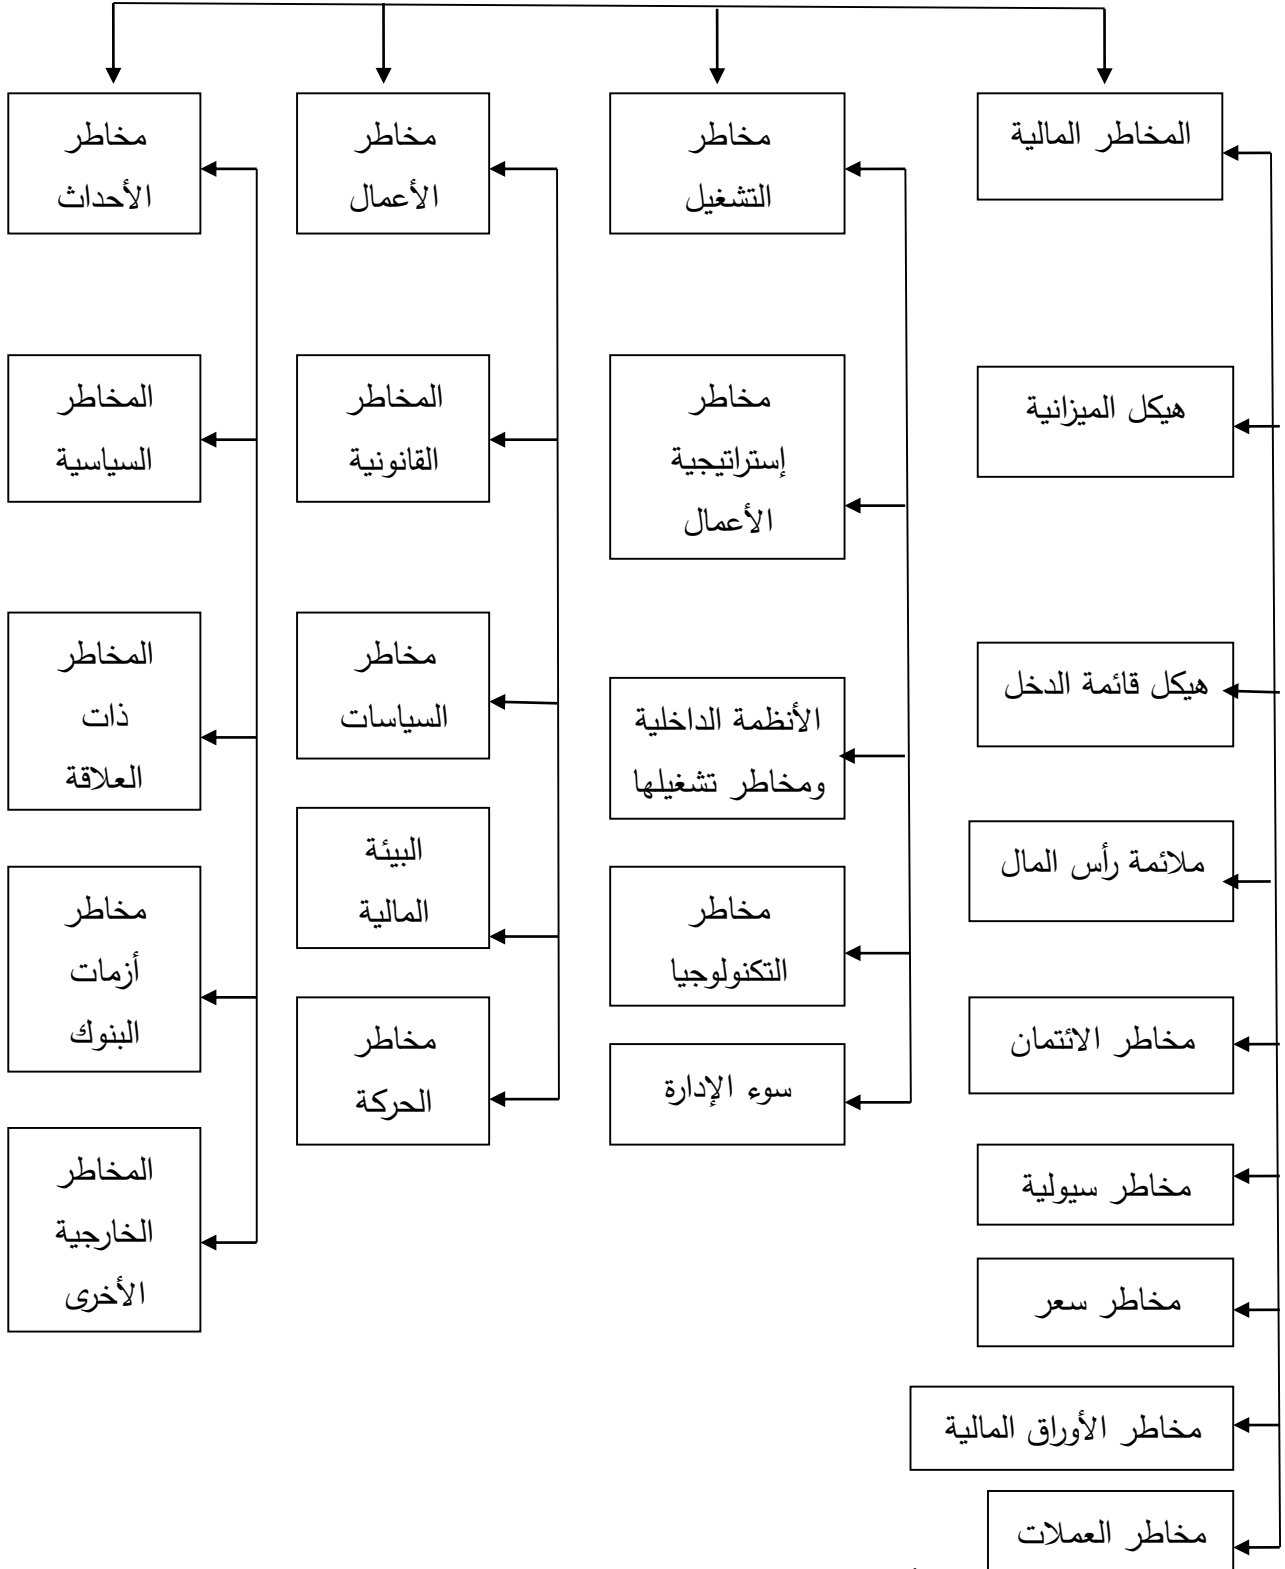 المخاطر المالية
هيكل الميزانية
هيكل قائمة الدخل
ملائمة رأس المال
مخاطر الائتمان
مخاطر سيولية
مخاطر سعر
مخاطر الأوراق المالية
مخاطر العملات
مخاطر
التشغيل
مخاطر
إستراتيجية
الأعمال
الأنظمة الداخلية
ومخاطر تشغيلها
مخاطر
التكنولوجيا
سوء الإدارة
مخاطر
الأعمال
المخاطر
القانونية
مخاطر
السياسات
البيئة
المالية
مخاطر
الحركة
مخاطر
الأحداث
المخاطر
السياسية
المخاطر
ذات
العلاقة
مخاطر
أزمات
البنوك
المخاطر
الخارجية
الأخرى